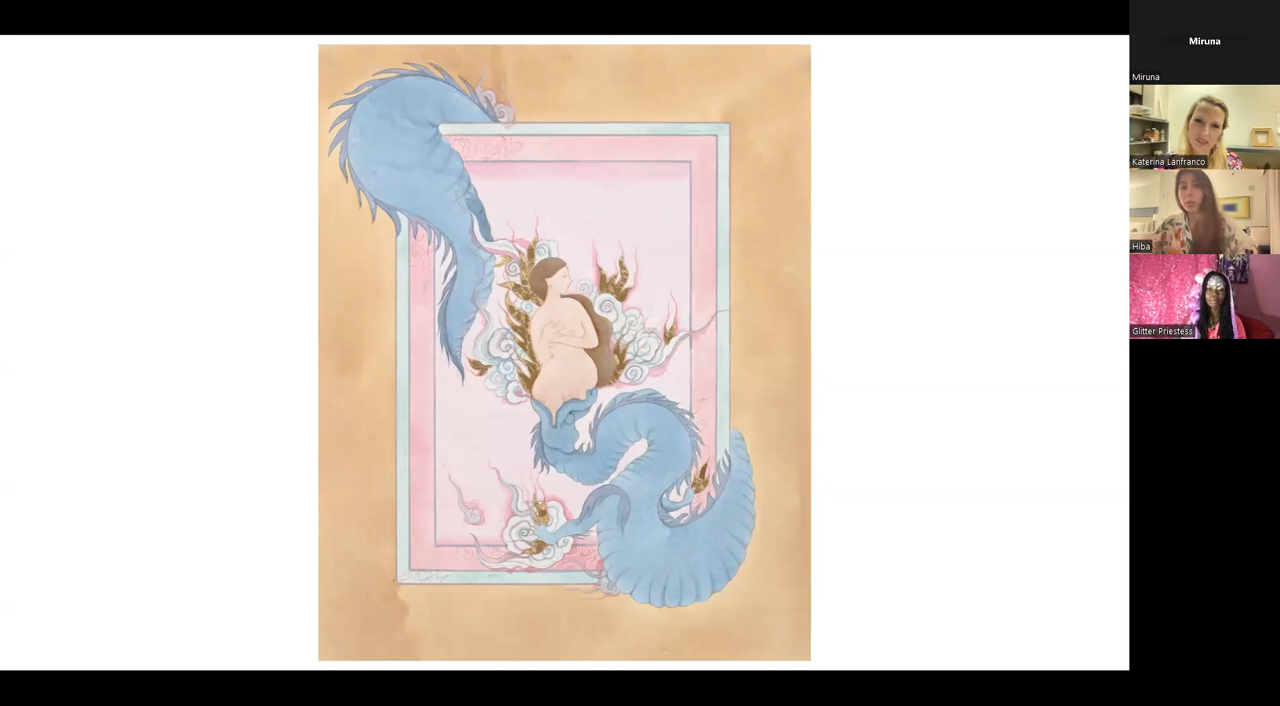 Miruna
Miruna
Katerina Lanfranco
Hiba
Glitter Priestess